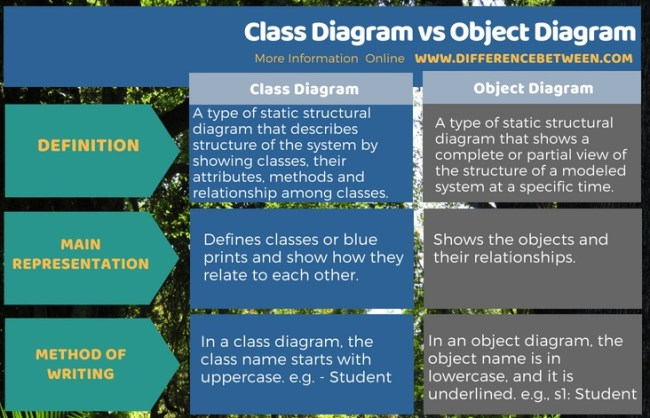 Class Diagram vs Object Diagram
More Information Online WWW.DIFFERENCEBETWEEN.COM
Class Diagram
Object Diagram
DEFINITION
A type of static structural
diagram that describes
structure of the system by
showing classes, their
attributes, methods and
relationship among classes.
A type of static structural
diagram that shows a
complete or partial view of
the structure of a modeled
system at a specific time.
MAIN
REPRESENTATION
Defines classes or blue
prints and show how they
relate to each other.
Shows the objects and
their relationships.
METHOD OF
WRITING
In a class diagram, the
class name starts with
uppercase. e.g. - Student
In an object diagram, the
object name is in
lowercase, and it is
underlined. e.g., s1: Student